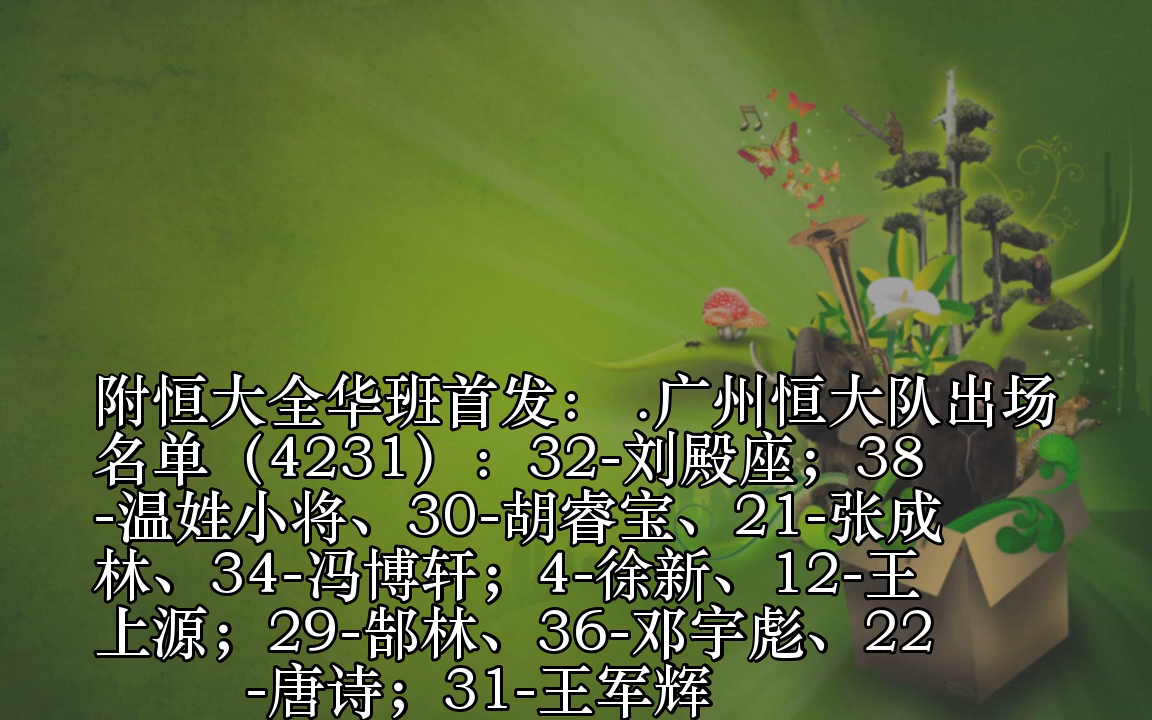 附恒大全华班首发： .广州恒大队出场
名单（4231）：32-刘殿座；38
-温姓小将、30-胡睿宝、21-张成
林、34-冯博轩；4-徐新、12-王
上源；29-郜林、36-邓宇彪、22
-唐诗；31-王军辉